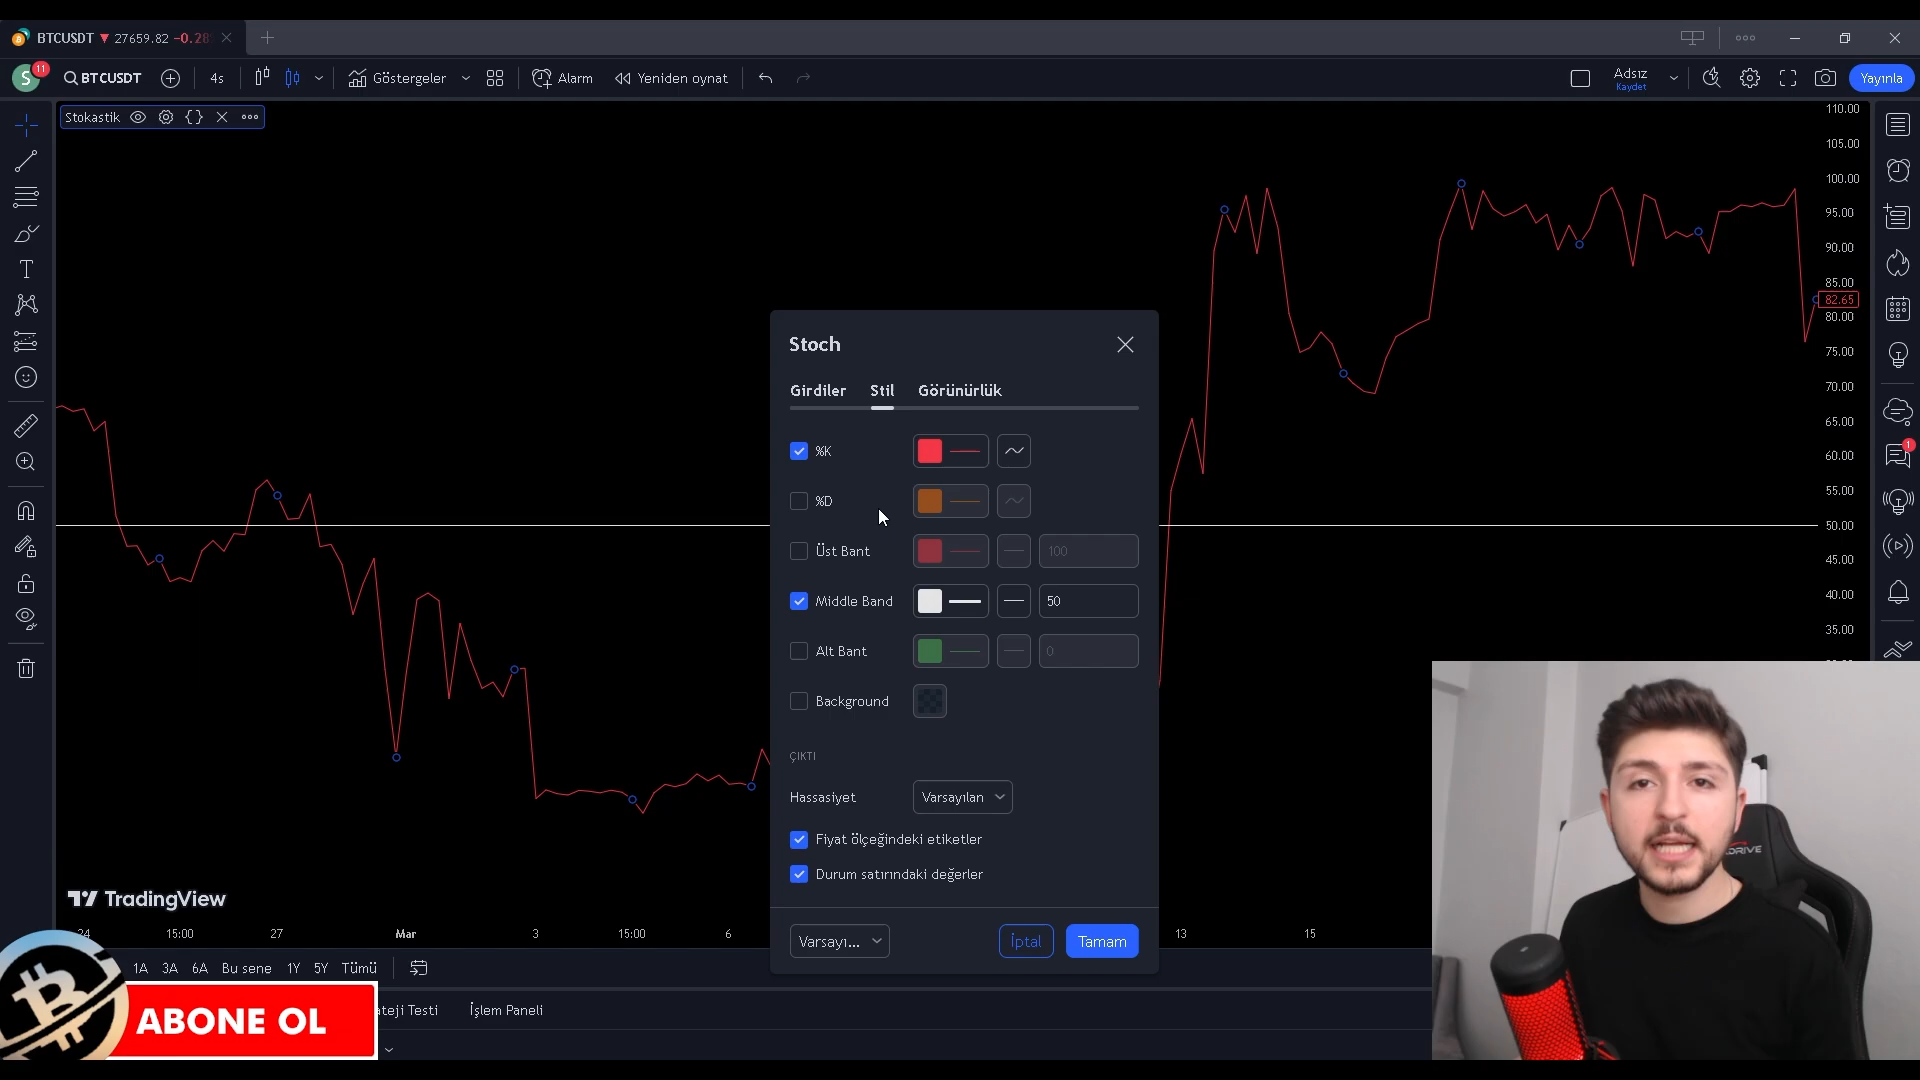 BTCUSDT ▼ 27659.82 −0.28
S 11 BTCUSDT 4s Göstergeler Alarm Yeniden oynat Adsız Yayınla
Kaydet
Stokastik
110.00
105.00
100.00
95.00
90.00
85.00
82.65
80.00
75.00
70.00
65.00
60.00
55.00
50.00
45.00
40.00
35.00
1
Stoch
Girdiler Stil Görünürlük
%K
%D
Üst Bant 100
Middle Band 50
Alt Bant 0
Background
ÇIKTI
Hassasiyet Varsayılan
Fiyat ölçeğindeki etiketler
Durum satırındaki değerler
Varsayı... İptal Tamam
TradingView
24 15:00 27 Mar 3 15:00 6 13 15
1A 3A 6A Bu sene 1Y 5Y Tümü
ateji Testi İşlem Paneli
ABONE OL
DRIVE